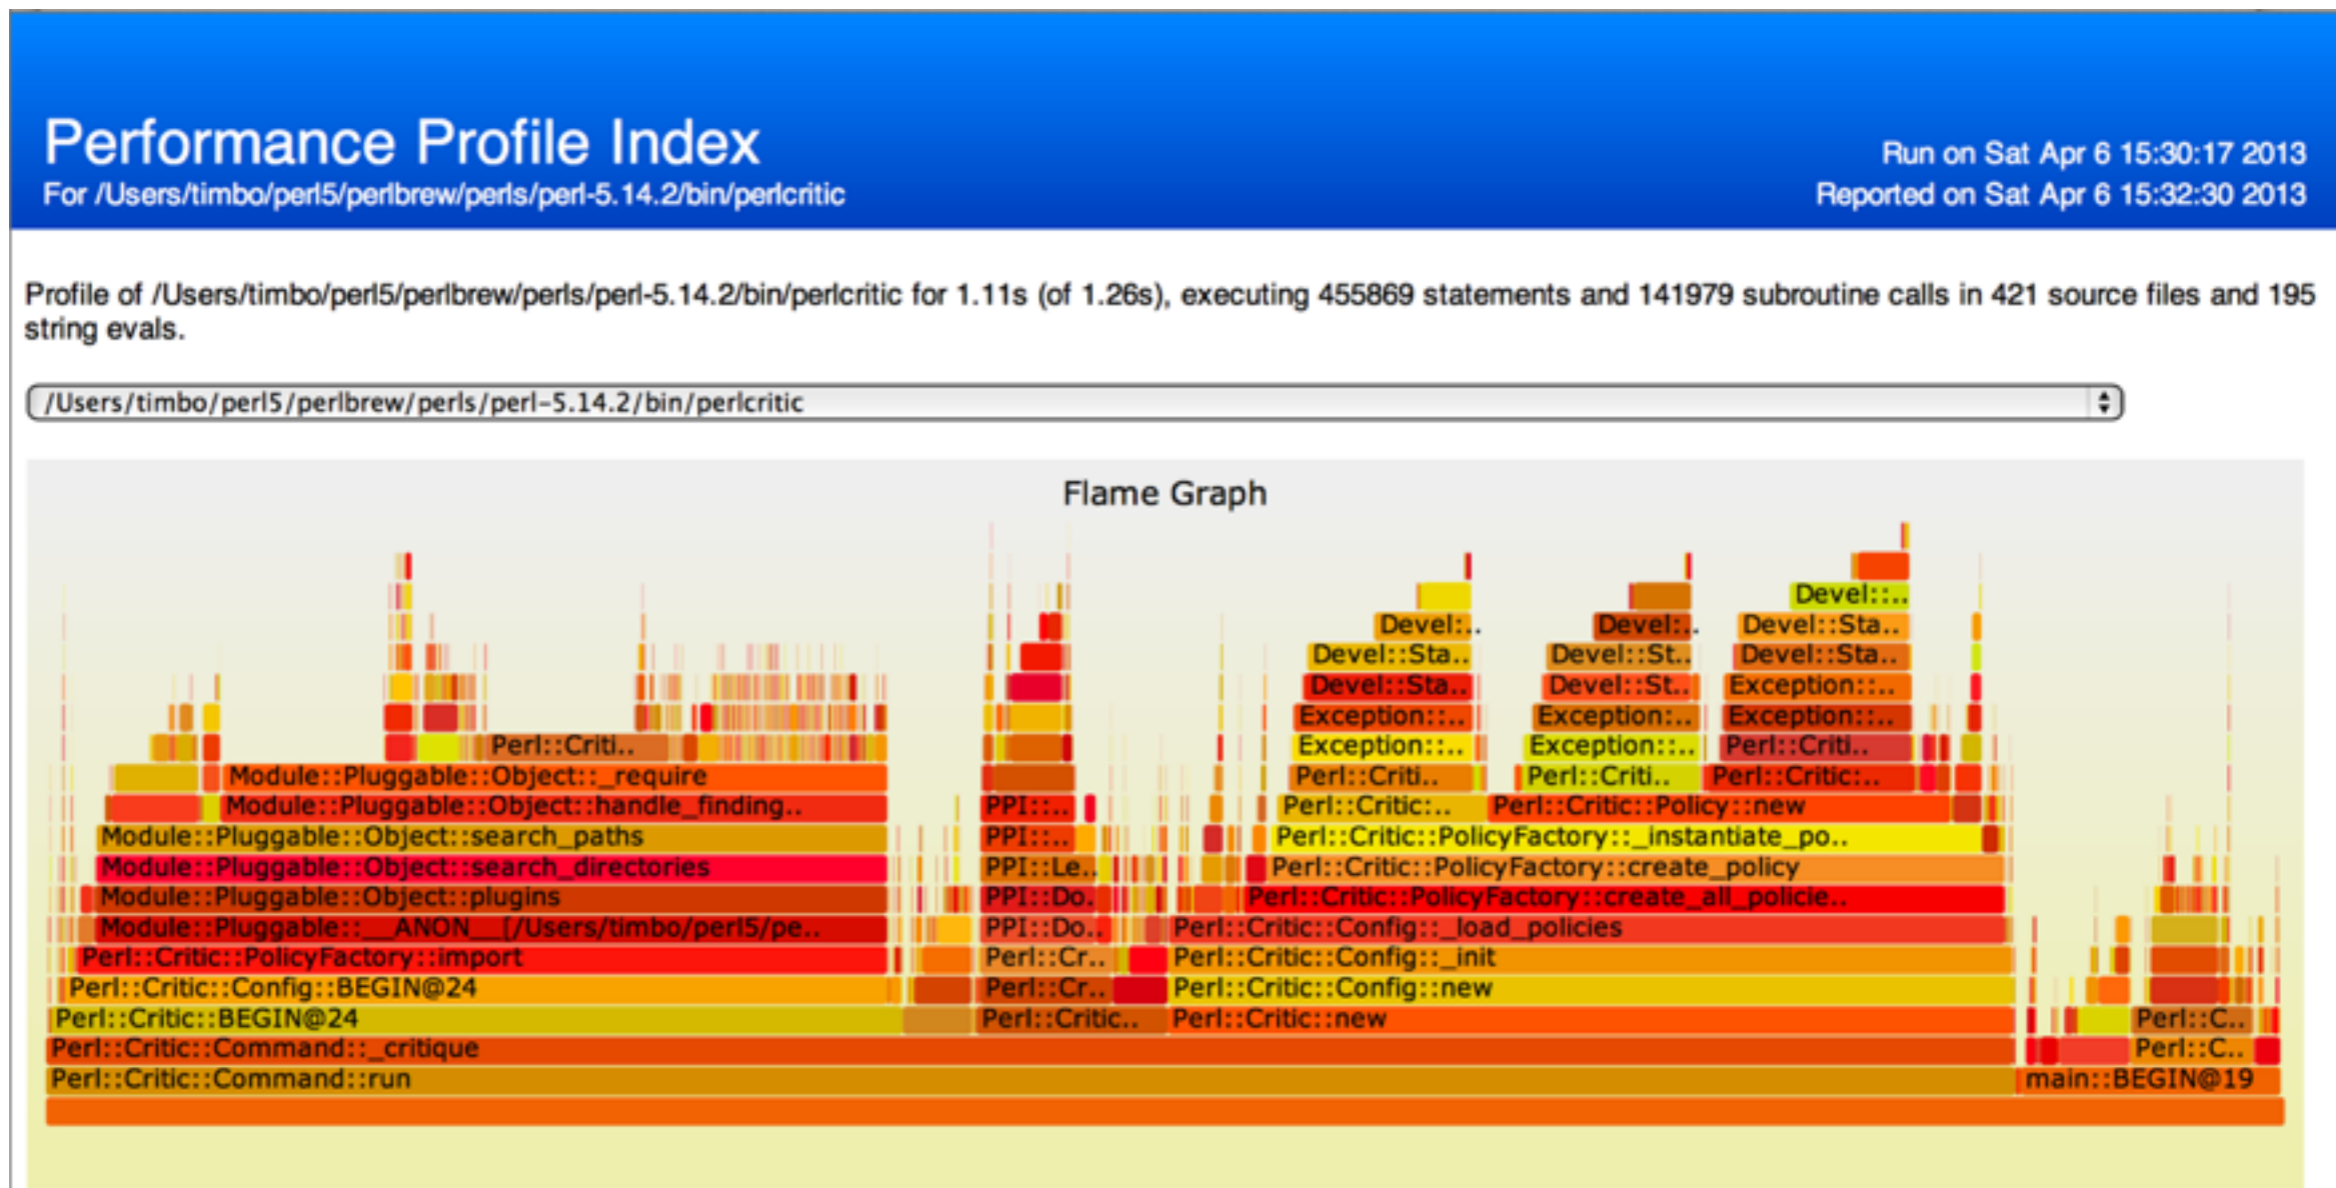 Performance Profile Index
For /Users/timbo/perl5/perlbrew/perls/perl-5.14.2/bin/perlcritic
Run on Sat Apr 6 15:30:17 2013
Reported on Sat Apr 6 15:32:30 2013
Profile of /Users/timbo/perl5/perlbrew/perls/perl-5.14.2/bin/perlcritic for 1.11s (of 1.26s), executing 455869 statements and 141979 subroutine calls in 421 source files and 195
string evals.
/Users/timbo/perl5/perlbrew/perls/perl-5.14.2/bin/perlcritic
Flame Graph
Devel::..
Devel:.. Devel:.. Devel::Sta..
Devel::Sta.. Devel::St.. Devel::Sta..
Devel::Sta.. Devel::St.. Exception::..
Exception::.. Exception:.. Exception::..
Perl::Criti.. Exception::.. Exception::.. Perl::Criti..
Module::Pluggable::Object::_require Perl::Criti.. Perl::Criti.. Perl::Critic:..
Module::Pluggable::Object::handle_finding.. PPI::.. Perl::Critic:.. Perl::Critic::Policy::new
Module::Pluggable::Object::search_paths PPI::.. Perl::Critic::PolicyFactory::_instantiate_po..
Module::Pluggable::Object::search_directories PPI::Le.. Perl::Critic::PolicyFactory::create_policy
Module::Pluggable::Object::plugins PPI::Do.. Perl::Critic::PolicyFactory::create_all_policie..
Module::Pluggable::__ANON__[/Users/timbo/perl5/pe.. PPI::Do.. Perl::Critic::Config::_load_policies
Perl::Critic::PolicyFactory::import Perl::Cr.. Perl::Critic::Config::_init
Perl::Critic::Config::BEGIN@24 Perl::Cr.. Perl::Critic::Config::new
Perl::Critic::BEGIN@24 Perl::Critic.. Perl::Critic::new Perl::C..
Perl::Critic::Command::_critique Perl::C..
Perl::Critic::Command::run main::BEGIN@19